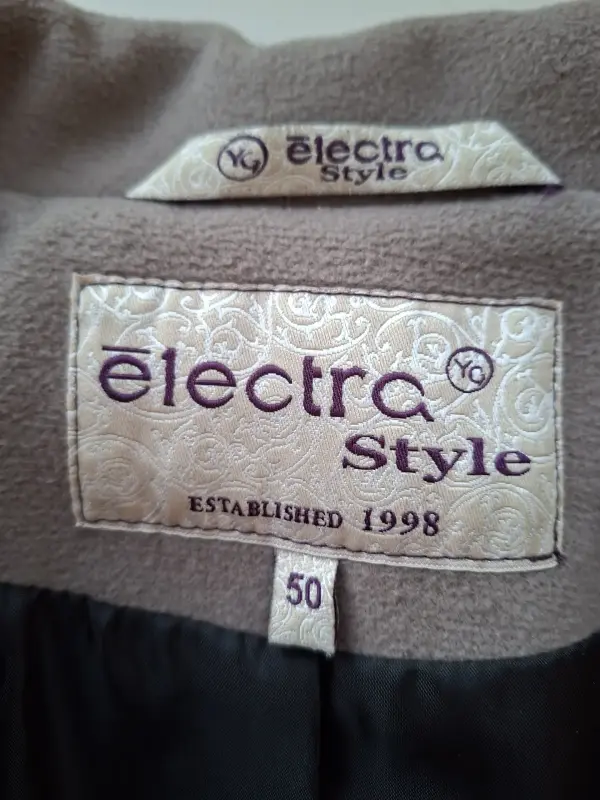 YG ēlectra
Style
ēlectra YG
Style
ESTABLISHED 1998
50